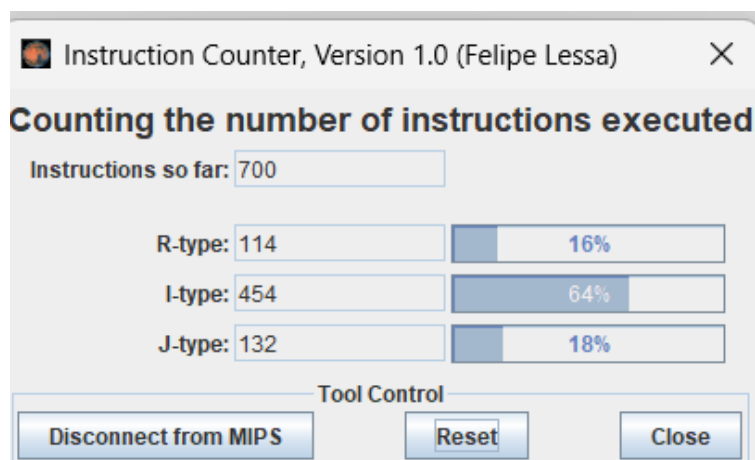 Instruction Counter, Version 1.0 (Felipe Lessa)
Counting the number of instructions executed
Instructions so far: 700
R-type: 114 16%
I-type: 454 64%
J-type: 132 18%
Tool Control
Disconnect from MIPS Reset Close